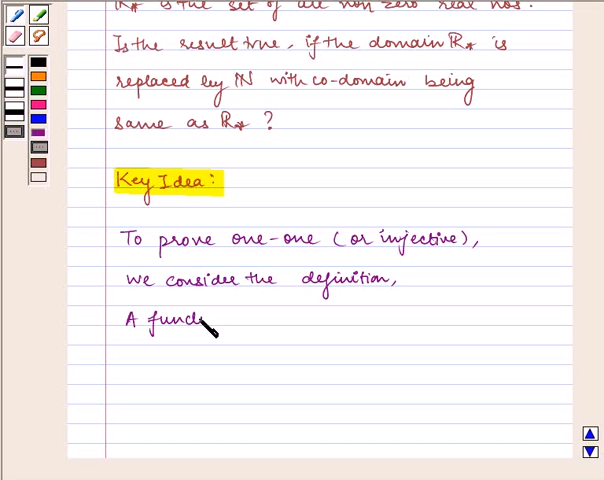 R* is the set of all non zero real nos.
Is the result true, if the domain R* is
replaced by N with co-domain being
same as R* ?
Key Idea:
To prove one-one (or injective),
we consider the definition,
A func